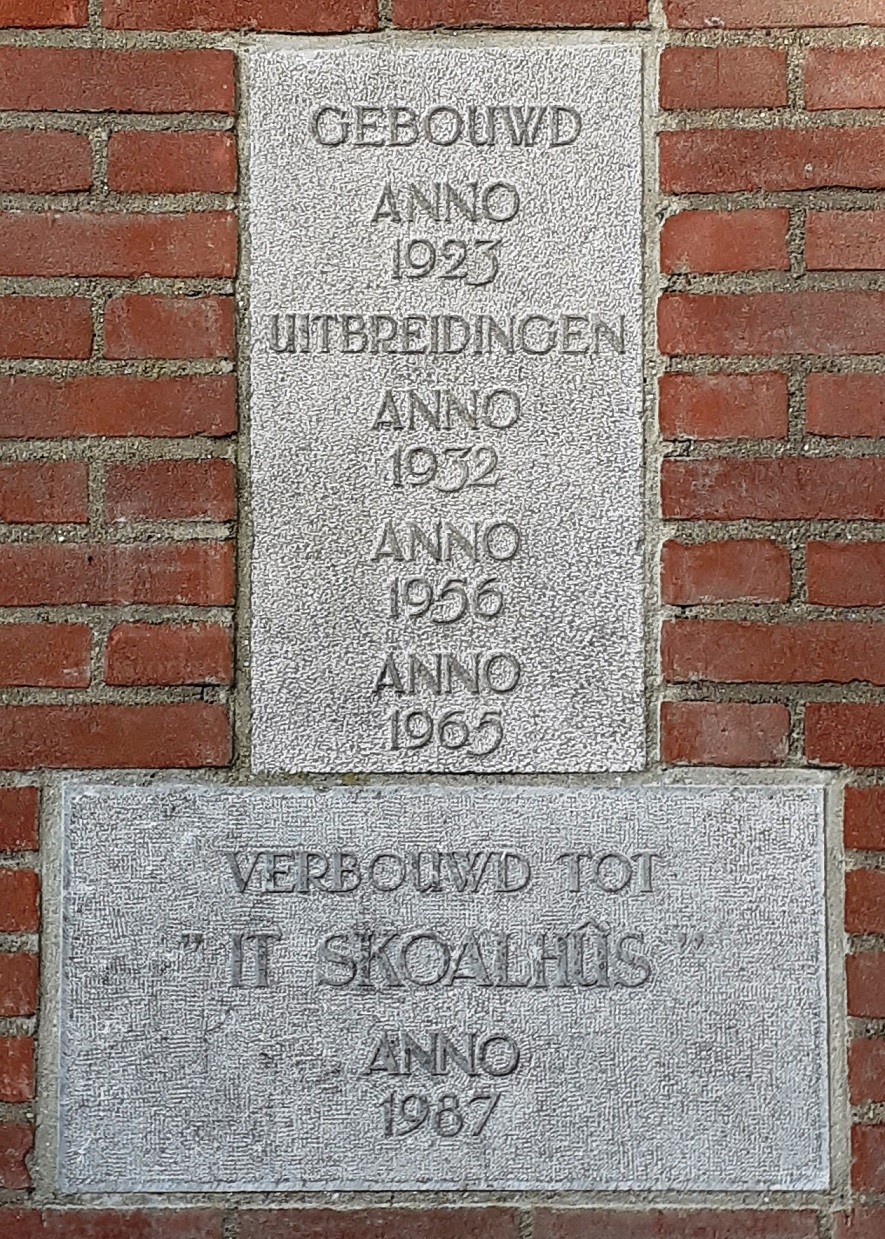 GEBOUWD
ANNO
1923
UITBREIDINGEN
ANNO
1932
ANNO
1956
ANNO
1965
VERBOUWD TOT
” IT SKOALHÛS ”
ANNO
1987